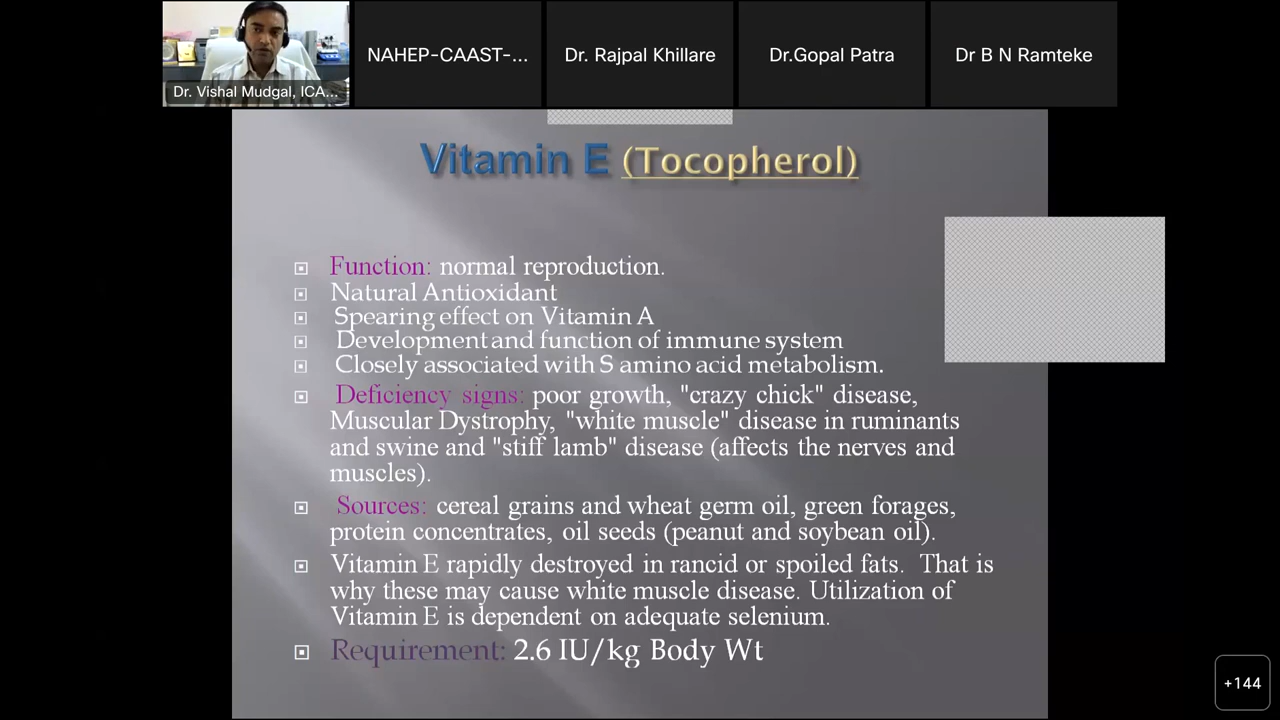 Dr. Vishal Mudgal, ICA...
NAHEP-CAAST-...
Dr. Rajpal Khillare
Dr.Gopal Patra
Dr B N Ramteke
Vitamin E (Tocopherol)
Function: normal reproduction.
Natural Antioxidant
Spearing effect on Vitamin A
Development and function of immune system
Closely associated with S amino acid metabolism.
Deficiency signs: poor growth, "crazy chick" disease,
Muscular Dystrophy, "white muscle" disease in ruminants
and swine and "stiff lamb" disease (affects the nerves and
muscles).
Sources: cereal grains and wheat germ oil, green forages,
protein concentrates, oil seeds (peanut and soybean oil).
Vitamin E rapidly destroyed in rancid or spoiled fats. That is
why these may cause white muscle disease. Utilization of
Vitamin E is dependent on adequate selenium.
Requirement: 2.6 IU/kg Body Wt
+144